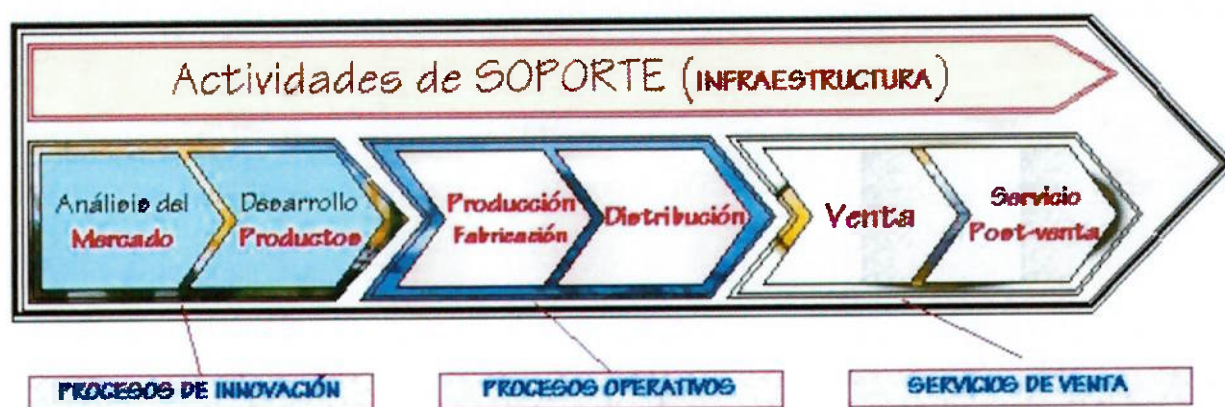 Actividades de SOPORTE (INFRAESTRUCTURA)
Análisis del
Mercado
Desarrollo
Productos
Producción
Fabricación
Distribución
Venta
Servicio
Post-venta
PROCESOS DE INNOVACIÓN
PROCESOS OPERATIVOS
SERVICIOS DE VENTA